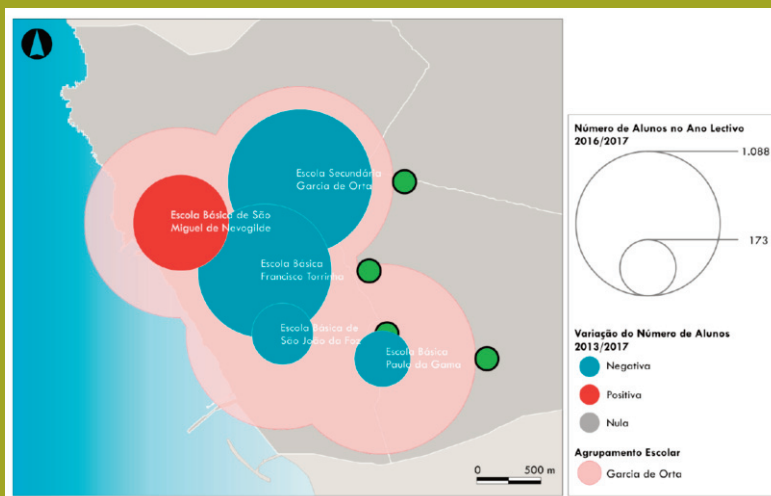 Escola Secundária
Garcia de Orta
Escola Básica de São
Miguel de Nevogilde
Escola Básica
Francisco Torrinha
Escola Básica de
São João da Foz
Escola Básica
Paulo da Gama
0 500 m
Número de Alunos no Ano Lectivo
2016/2017
1.088
173
Variação do Número de Alunos
2013/2017
Negativa
Positiva
Nula
Agrupamento Escolar
Garcia de Orta